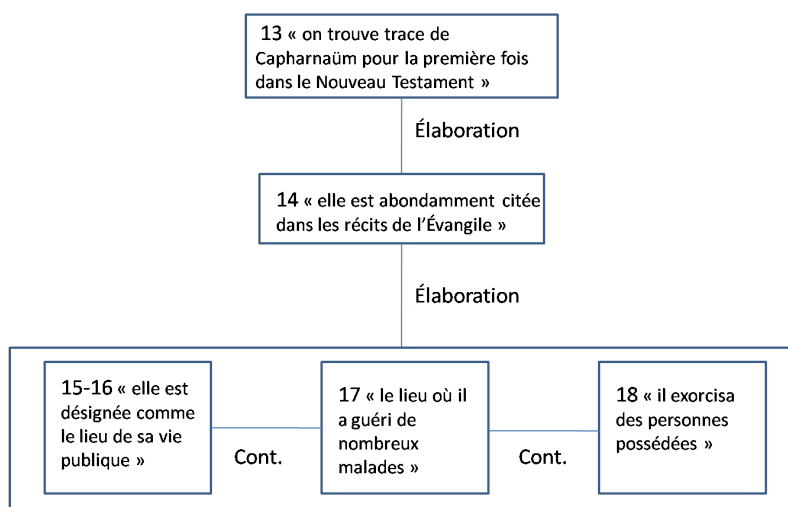 13 « on trouve trace de
Capharnaüm pour la première fois
dans le Nouveau Testament »
Élaboration
14 « elle est abondamment citée
dans les récits de l’Évangile »
Élaboration
15-16 « elle est
désignée comme
le lieu de sa vie
publique »
Cont.
17 « le lieu où il
a guéri de
nombreux
malades »
Cont.
18 « il exorcisa
des personnes
possédées »